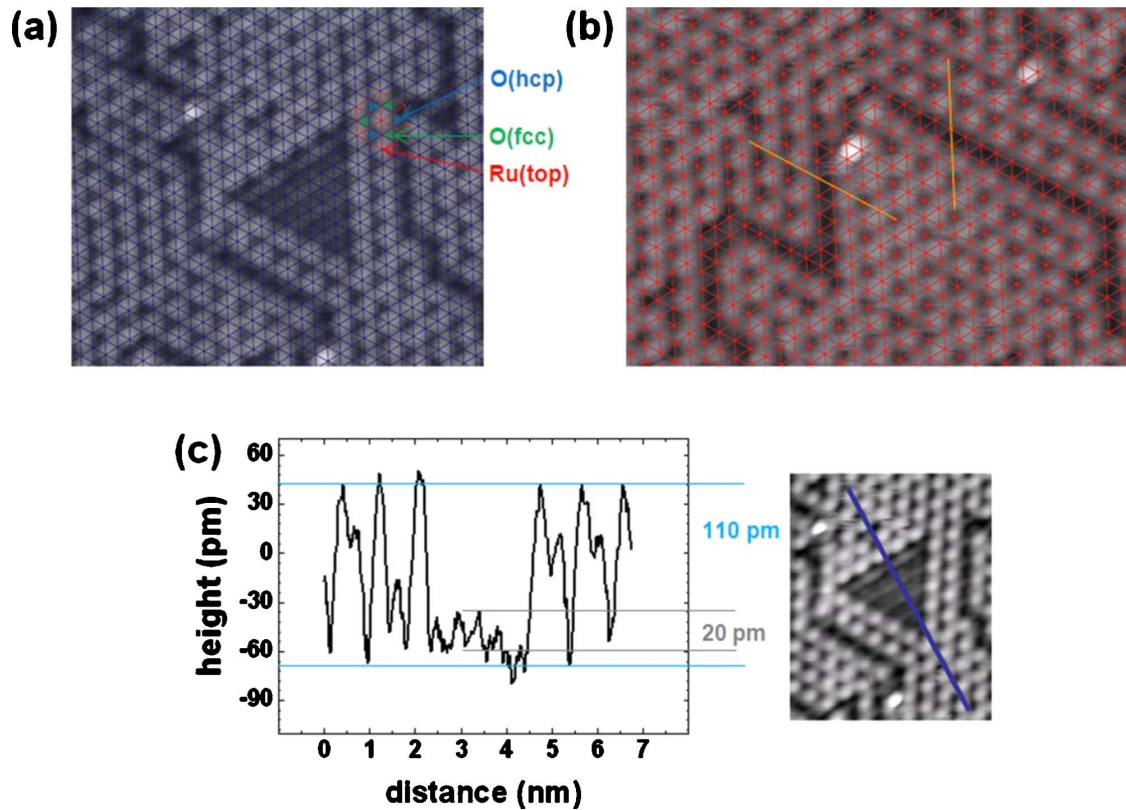 (a)
O(hcp)
O(fcc)
Ru(top)
(b)
(c)
height (pm)
60
30
0
-30
-60
-90
0 1 2 3 4 5 6 7
distance (nm)
110 pm
20 pm